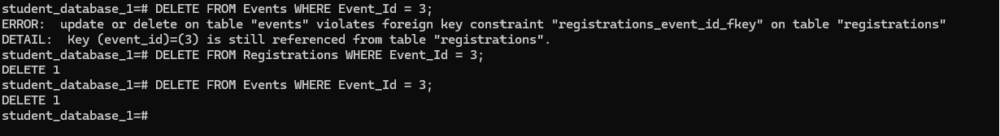 student_database_1=# DELETE FROM Events WHERE Event_Id = 3;
ERROR:  update or delete on table "events" violates foreign key constraint "registrations_event_id_fkey" on table "registrations"
DETAIL:  Key (event_id)=(3) is still referenced from table "registrations".
student_database_1=# DELETE FROM Registrations WHERE Event_Id = 3;
DELETE 1
student_database_1=# DELETE FROM Events WHERE Event_Id = 3;
DELETE 1
student_database_1=#